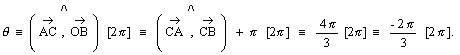 θ ≡ ( AC→ , OB→ )^ [2π] ≡ ( CA→ , CB→ )^ + π [2π] ≡ 4π/3 [2π] ≡ -2π/3 [2π].